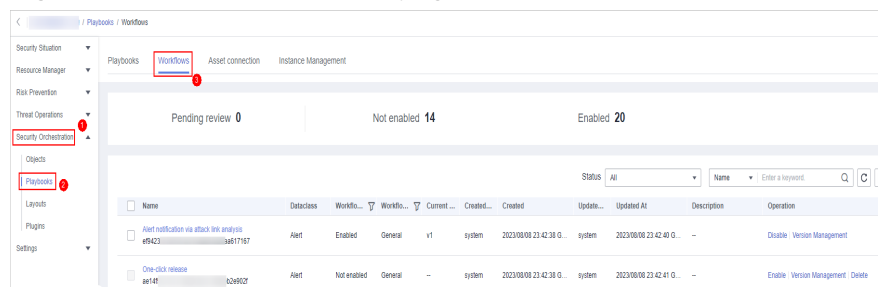 / Playbooks / Workflows
Security Situation
Resource Manager
Risk Prevention
Threat Operations
1
Security Orchestration
Objects
Playbooks 2
Layouts
Plugins
Settings
Playbooks Workflows Asset connection Instance Management
3
Pending review 0 Not enabled 14 Enabled 20
Status All Name Enter a keyword.
Name Dataclass Workflo... Workflo... Current ... Created... Created Update... Updated At Description Operation
Alert notification via attack link analysis
ef9423 aa617167
Alert Enabled General v1 system 2023/08/08 23:42:38 G... system 2023/08/08 23:42:40 G... -- Disable Version Management
One-click release
ae14f b2e902f
Alert Not enabled General -- system 2023/08/08 23:42:38 G... system 2023/08/08 23:42:41 G... -- Enable Version Management Delete